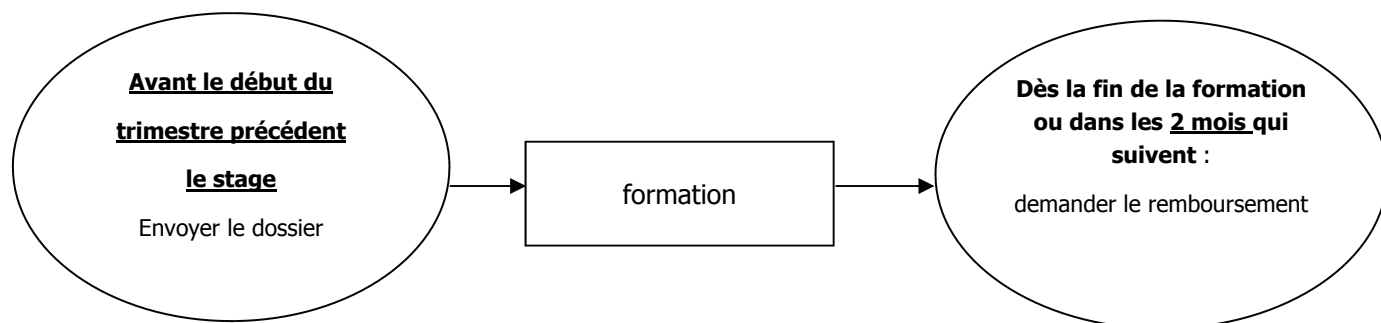 Avant le début du
trimestre précédent
le stage
Envoyer le dossier
formation
Dès la fin de la formation
ou dans les 2 mois qui
suivent :
demander le remboursement